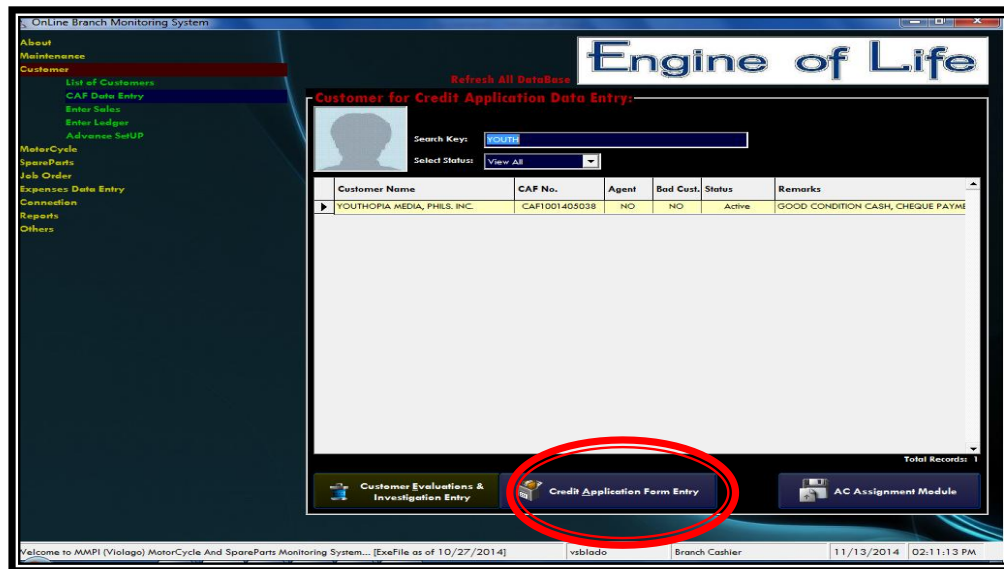 OnLine Branch Monitoring System
About
Maintenance
Customer
List of Customers
CAF Data Entry
Enter Sales
Enter Ledger
Advance SetUP
MotorCycle
SpareParts
Job Order
Expenses Data Entry
Connection
Reports
Others
Engine of Life
Refresh All DataBase
Customer for Credit Application Data Entry:
Search Key: YOUTH
Select Status: View All
Customer Name CAF No. Agent Bad Cust. Status Remarks
YOUTHOPIA MEDIA, PHILS. INC. CAF1001405038 NO NO Active GOOD CONDITION CASH, CHEQUE PAYME
Total Records: 1
Customer Evaluations & Investigation Entry
Credit Application Form Entry
AC Assignment Module
Welcome to MMPI (Violago) MotorCycle And SpareParts Monitoring System... [ExeFile as of 10/27/2014] vsblado Branch Cashier 11/13/2014 02:11:13 PM